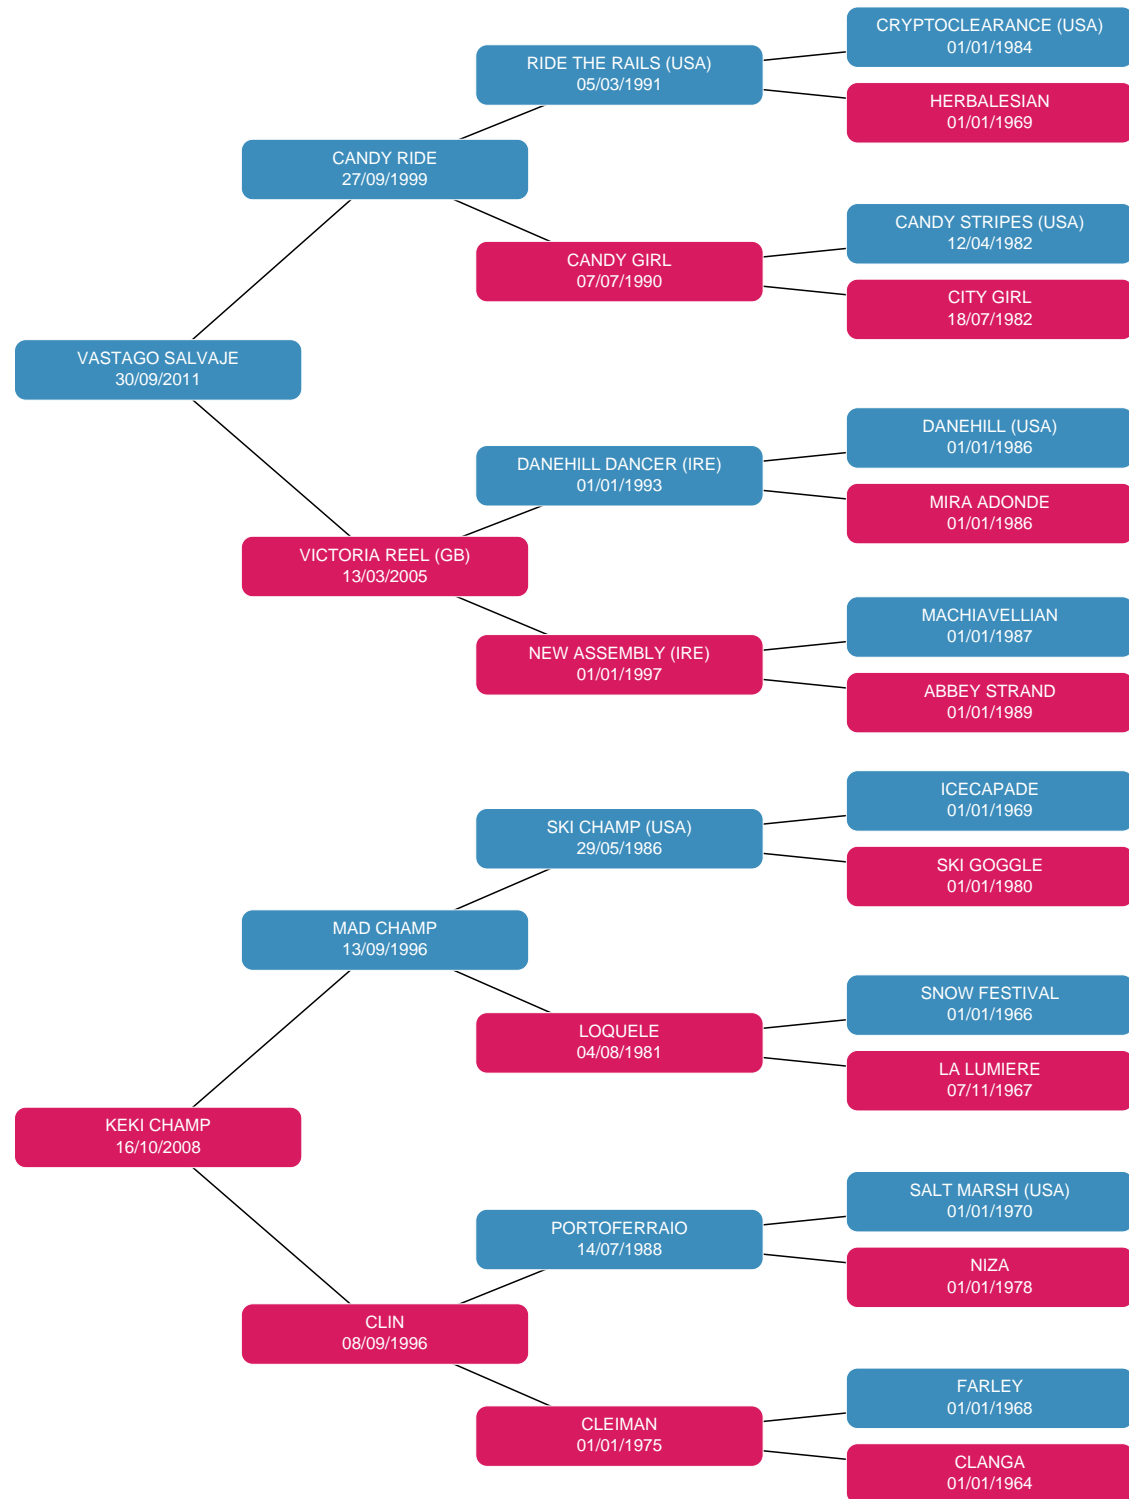 CRYPTOCLEARANCE (USA)
01/01/1984
RIDE THE RAILS (USA)
05/03/1991
HERBALESIAN
01/01/1969
CANDY RIDE
27/09/1999
CANDY STRIPES (USA)
12/04/1982
CANDY GIRL
07/07/1990
CITY GIRL
18/07/1982
VASTAGO SALVAJE
30/09/2011
DANEHILL (USA)
01/01/1986
DANEHILL DANCER (IRE)
01/01/1993
MIRA ADONDE
01/01/1986
VICTORIA REEL (GB)
13/03/2005
MACHIAVELLIAN
01/01/1987
NEW ASSEMBLY (IRE)
01/01/1997
ABBEY STRAND
01/01/1989
ICECAPADE
01/01/1969
SKI CHAMP (USA)
29/05/1986
SKI GOGGLE
01/01/1980
MAD CHAMP
13/09/1996
SNOW FESTIVAL
01/01/1966
LOQUELE
04/08/1981
LA LUMIERE
07/11/1967
KEKI CHAMP
16/10/2008
SALT MARSH (USA)
01/01/1970
PORTOFERRAIO
14/07/1988
NIZA
01/01/1978
CLIN
08/09/1996
FARLEY
01/01/1968
CLEIMAN
01/01/1975
CLANGA
01/01/1964